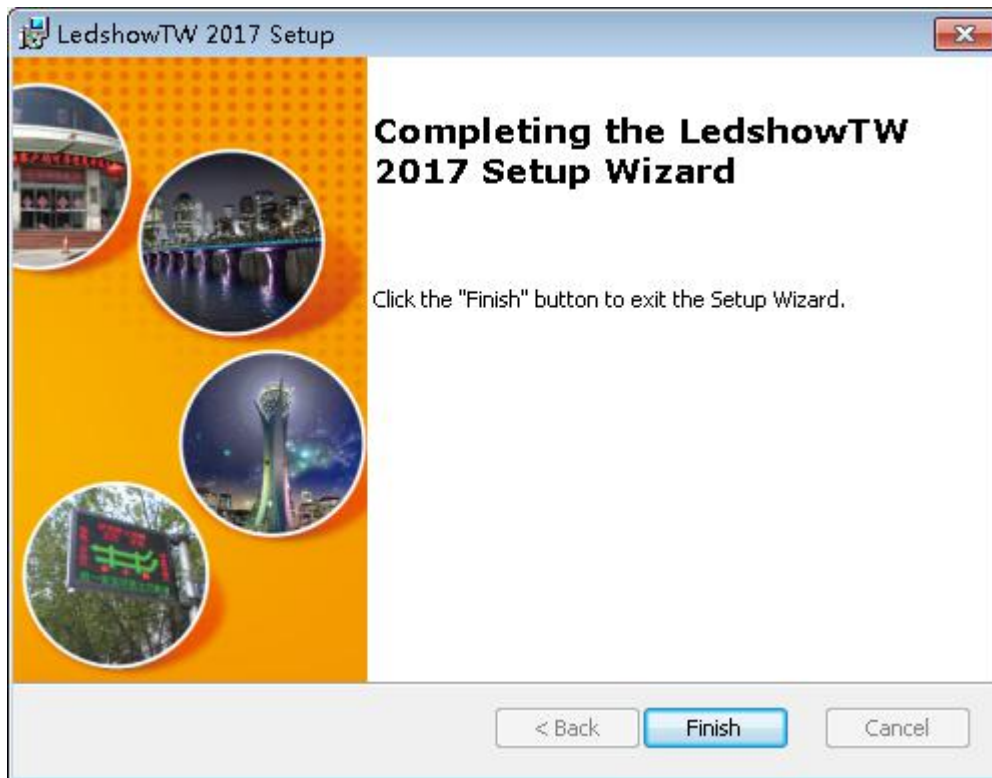 LedshowTW 2017 Setup
Completing the LedshowTW
2017 Setup Wizard
Click the "Finish" button to exit the Setup Wizard.
< Back
Finish
Cancel